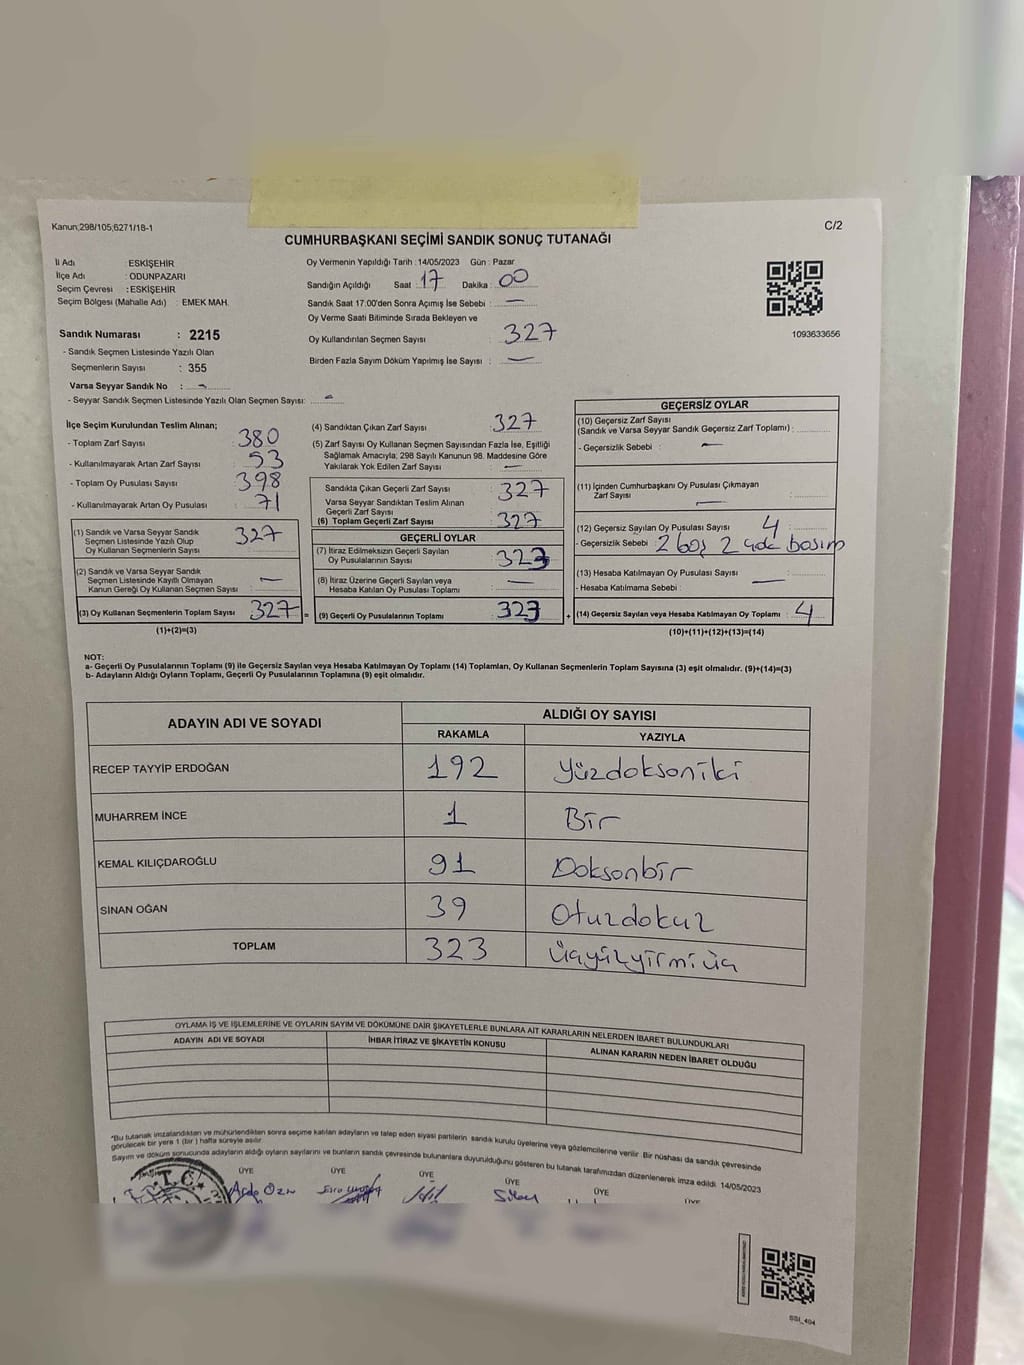 Kanun;298/105;6271/18-1
C/2
CUMHURBAŞKANI SEÇİMİ SANDIK SONUÇ TUTANAĞI
İl Adı : ESKİŞEHİR
İlçe Adı : ODUNPAZARI
Seçim Çevresi : ESKİŞEHİR
Seçim Bölgesi (Mahalle Adı) : EMEK MAH.
Sandık Numarası : 2215
- Sandık Seçmen Listesinde Yazılı Olan
Seçmenlerin Sayısı : 355
Varsa Seyyar Sandık No : -
- Seyyar Sandık Seçmen Listesinde Yazılı Olan Seçmen Sayısı: -
Oy Vermenin Yapıldığı Tarih : 14/05/2023 Gün : Pazar
Sandığın Açıldığı Saat : 17 Dakika : 00
Sandık Saat 17.00'den Sonra Açımış İse Sebebi : -
Oy Verme Saati Bitiminde Sırada Bekleyen ve
Oy Kullandırılan Seçmen Sayısı : 327
Birden Fazla Sayım Döküm Yapılmış İse Sayısı : -
1093633656
İlçe Seçim Kurulundan Teslim Alınan;
- Toplam Zarf Sayısı : 380
- Kullanılmayarak Artan Zarf Sayısı : 53
- Toplam Oy Pusulası Sayısı : 398
- Kullanılmayarak Artan Oy Pusulası : 71
(1) Sandık ve Varsa Seyyar Sandık
Seçmen Listesinde Yazılı Olup
Oy Kullanan Seçmenlerin Sayısı : 327
(2) Sandık ve Varsa Seyyar Sandık
Seçmen Listesinde Kayıtlı Olmayan
Kanun Gereği Oy Kullanan Seçmen Sayısı : -
(3) Oy Kullanan Seçmenlerin Toplam Sayısı : 327 =
(1)+(2)=(3)
(4) Sandıktan Çıkan Zarf Sayısı : 327
(5) Zarf Sayısı Oy Kullanan Seçmen Sayısından Fazla İse, Eşitliği
Sağlamak Amacıyla; 298 Sayılı Kanunun 98. Maddesine Göre
Yakılarak Yok Edilen Zarf Sayısı : -
Sandıkta Çıkan Geçerli Zarf Sayısı : 327
Varsa Seyyar Sandıktan Teslim Alınan
Geçerli Zarf Sayısı :
(6) Toplam Geçerli Zarf Sayısı : 327
GEÇERLİ OYLAR
(7) İtiraz Edilmeksizin Geçerli Sayılan
Oy Pusulalarının Sayısı : 323
(8) İtiraz Üzerine Geçerli Sayılan veya
Hesaba Katılan Oy Pusulası Toplamı : -
(9) Geçerli Oy Pusulalarının Toplamı : 323 +
GEÇERSİZ OYLAR
(10) Geçersiz Zarf Sayısı
(Sandık ve Varsa Seyyar Sandık Geçersiz Zarf Toplamı) :
- Geçersizlik Sebebi : -
(11) İçinden Cumhurbaşkanı Oy Pusulası Çıkmayan
Zarf Sayısı : -
(12) Geçersiz Sayılan Oy Pusulası Sayısı : 4
- Geçersizlik Sebebi : 2 boş 2 iade basım
(13) Hesaba Katılmayan Oy Pusulası Sayısı : -
- Hesaba Katılmama Sebebi :
(14) Geçersiz Sayılan veya Hesaba Katılmayan Oy Toplamı : 4
(10)+(11)+(12)+(13)=(14)
NOT:
a- Geçerli Oy Pusulalarının Toplamı (9) ile Geçersiz Sayılan veya Hesaba Katılmayan Oy Toplamı (14) Toplamları, Oy Kullanan Seçmenlerin Toplam Sayısına (3) eşit olmalıdır. (9)+(14)=(3)
b- Adayların Aldığı Oyların Toplamı, Geçerli Oy Pusulalarının Toplamına (9) eşit olmalıdır.
ADAYIN ADI VE SOYADI ALDIĞI OY SAYISI
RAKAMLA YAZIYLA
RECEP TAYYİP ERDOĞAN 192 Yüzdoksaniki
MUHARREM İNCE 1 Bir
KEMAL KILIÇDAROĞLU 91 Doksanbir
SİNAN OĞAN 39 Otuzdokuz
TOPLAM 323 Üçyüzyirmiüç
OYLAMA İŞ VE İŞLEMLERİNE VE OYLARIN SAYIM VE DÖKÜMÜNE DAİR ŞİKAYETLERLE BUNLARA AİT KARARLARIN NELERDEN İBARET BULUNDUKLARI
ADAYIN ADI VE SOYADI İHBAR İTİRAZ VE ŞİKAYETİN KONUSU ALINAN KARARIN NEDEN İBARET OLDUĞU
*Bu tutanak imzalandıktan ve mühürlendikten sonra seçime katılan adayların ve talep eden siyasi partilerin sandık kurulu üyelerine veya gözlemcilerine verilir. Bir nüshası da sandık çevresinde
görülecek bir yere 1 (bir) hafta süreyle asılır.
Sayım ve döküm sonucunda adayların aldığı oyların sayılarını ve bunların sandık çevresinde bulunanlara duyurulduğunu gösteren bu tutanak tarafımızdan düzenlenerek imza edildi. 14/05/2023
ÜYE ÜYE ÜYE ÜYE ÜYE ÜYE
T.C.